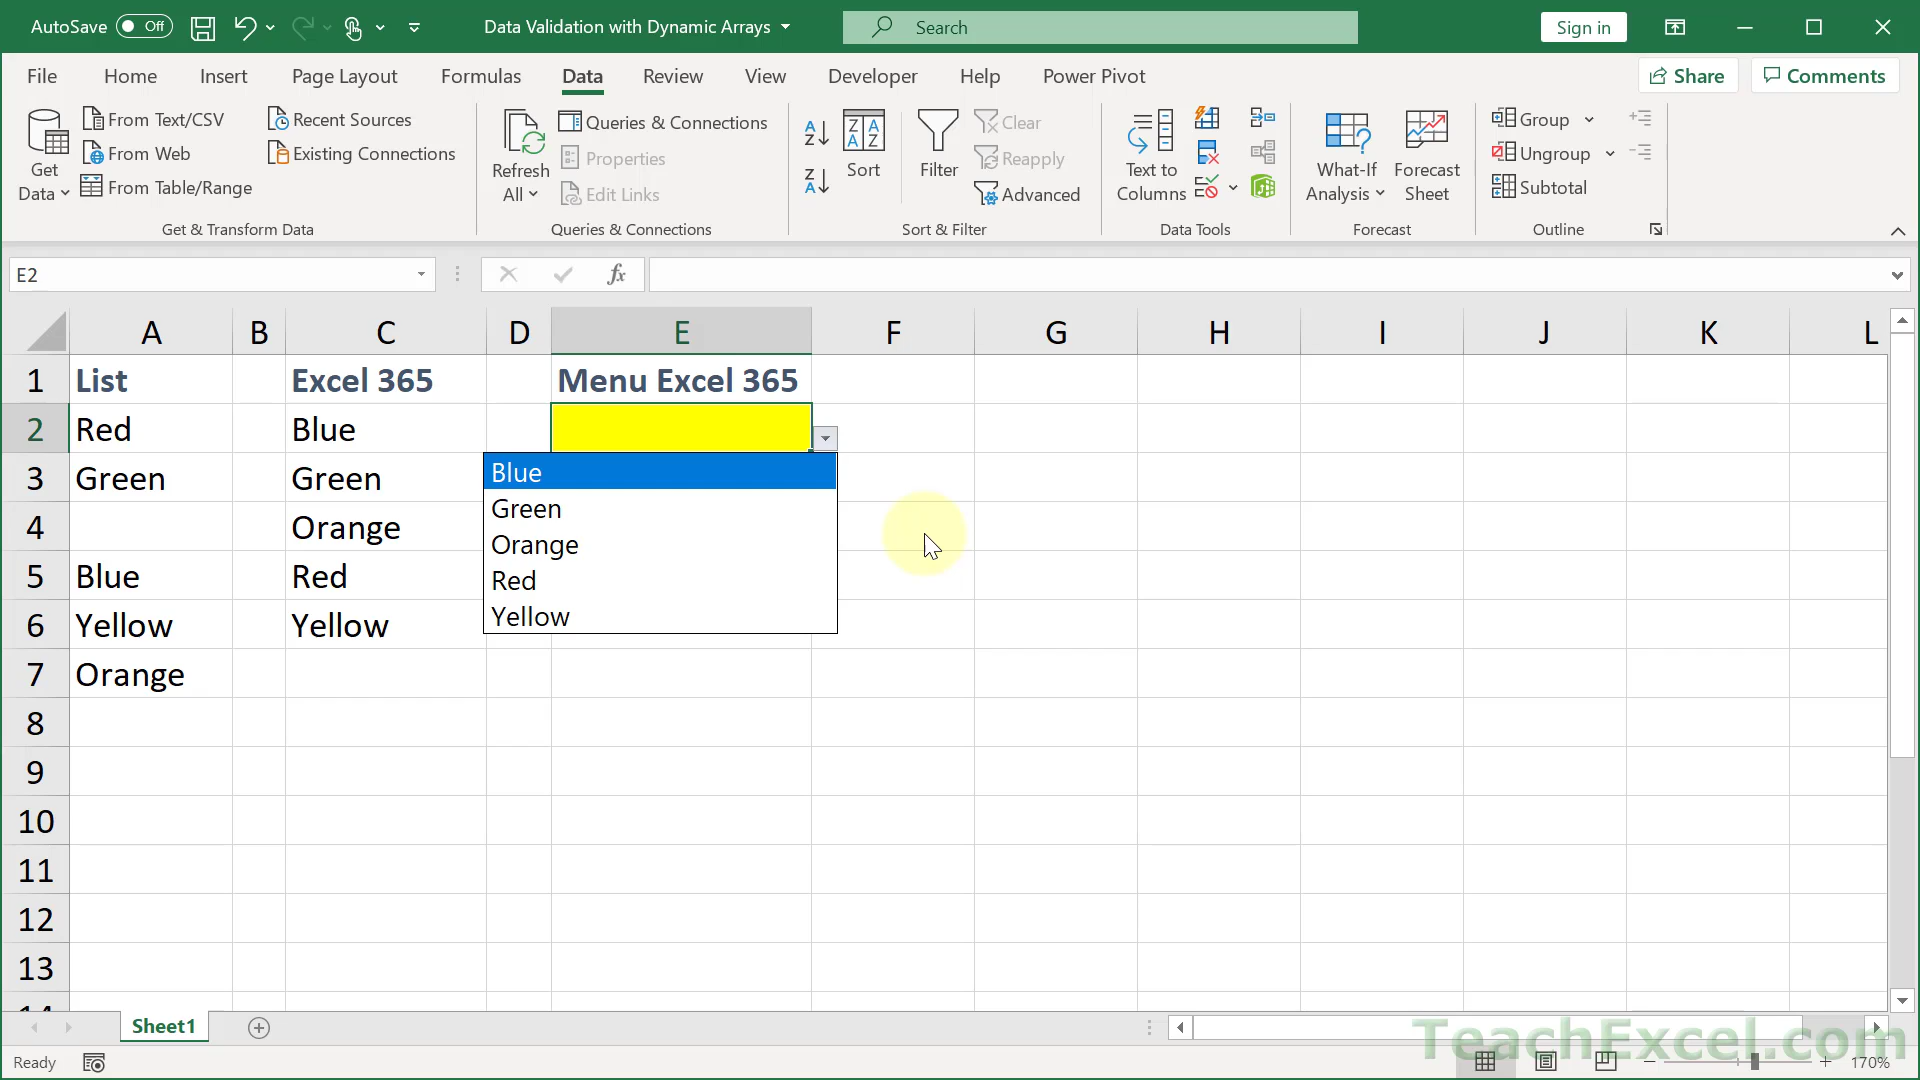 AutoSave Off Data Validation with Dynamic Arrays Search Sign in
File Home Insert Page Layout Formulas Data Review View Developer Help Power Pivot Share Comments
Get Data
From Text/CSV
From Web
From Table/Range
Recent Sources
Existing Connections
Get & Transform Data
Refresh All
Queries & Connections
Properties
Edit Links
Queries & Connections
Sort
Filter
Clear
Reapply
Advanced
Sort & Filter
Text to Columns
Data Tools
What-If Analysis
Forecast Sheet
Forecast
Group
Ungroup
Subtotal
Outline
E2 fx
A B C D E F G H I J K L
1 List Excel 365 Menu Excel 365
2 Red Blue
3 Green Green
4 Orange
5 Blue Red
6 Yellow Yellow
7 Orange
8
9
10
11
12
13
14
Blue
Green
Orange
Red
Yellow
Sheet1
TeachExcel.com
Ready 170%